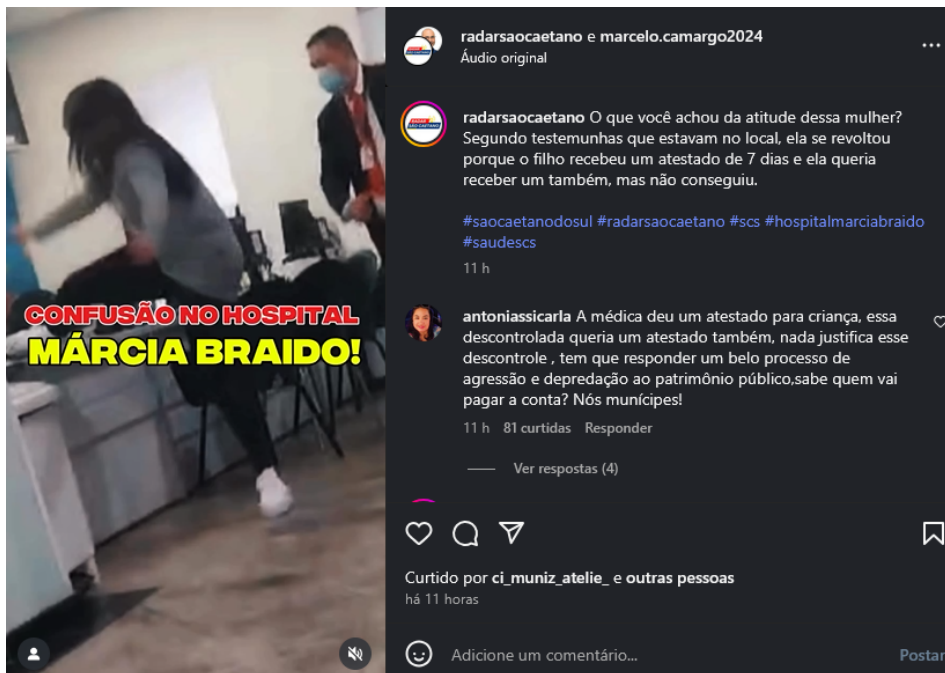 CONFUSÃO NO HOSPITAL
MÁRCIA BRAIDO!
radarsaocaetano e marcelo.camargo2024
Áudio original
radarsaocaetano O que você achou da atitude dessa mulher?
Segundo testemunhas que estavam no local, ela se revoltou
porque o filho recebeu um atestado de 7 dias e ela queria
receber um também, mas não conseguiu.
#saocaetanodosul #radarsaocaetano #scs #hospitalmarciabraido
#saudescs
11 h
antoniassicarla A médica deu um atestado para criança, essa
descontrolada queria um atestado também, nada justifica esse
descontrole , tem que responder um belo processo de
agressão e depredação ao patrimônio público,sabe quem vai
pagar a conta? Nós munícipes!
11 h 81 curtidas Responder
Ver respostas (4)
Curtido por ci_muniz_atelie_ e outras pessoas
há 11 horas
Adicione um comentário...
Postar